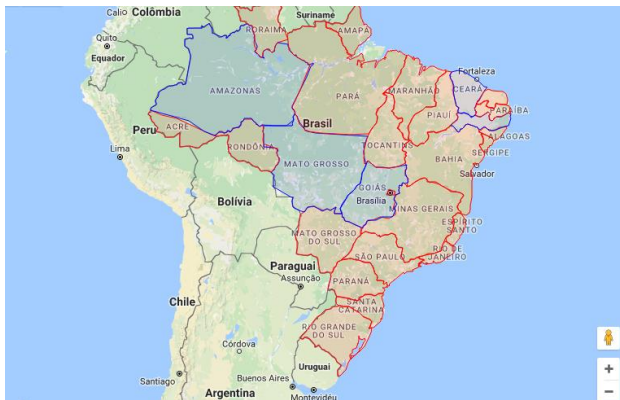 Cali
Colômbia
Suriname
RORAIMA
AMAPÁ
Quito
Equador
Fortaleza
AMAZONAS
PARÁ
MARANHÃO
CEARÁ
Brasil
PIAUÍ
PARAÍBA
ACRE
Peru
ALAGOAS
TOCANTINS
RONDÔNIA
SERGIPE
Lima
MATO GROSSO
BAHIA
Salvador
GOIÁS
Brasília
Bolívia
MINAS GERAIS
ESPÍRITO
SANTO
MATO GROSSO
DO SUL
RIO DE
JANEIRO
SÃO PAULO
Paraguai
Assunção
PARANÁ
Chile
SANTA
CATARINA
RIO GRANDE
DO SUL
Córdova
Uruguai
Santiago
Buenos Aires
Argentina
Montevidéu
+
−